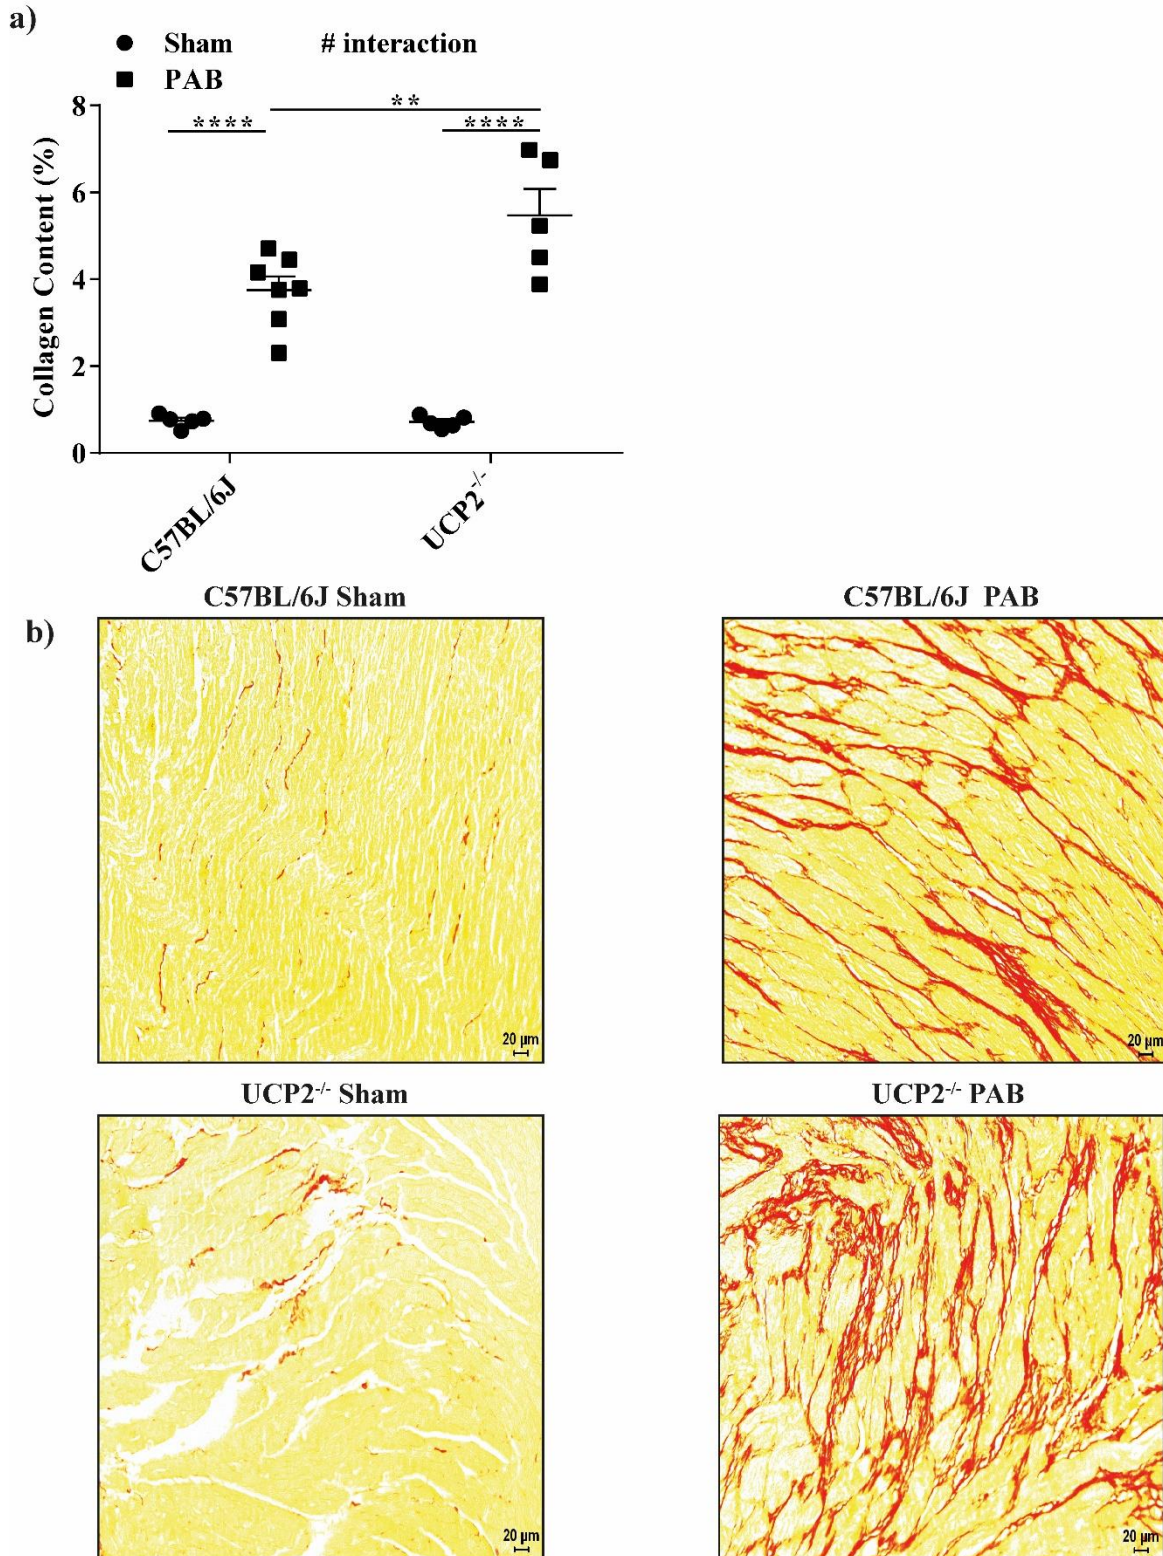 a)
Sham # interaction
PAB
**
**** ****
8
6
4
2
0
Collagen Content (%)
C57BL/6J
UCP2-/-
C57BL/6J Sham
C57BL/6J PAB
b)
20 µm
20 µm
UCP2-/- Sham
UCP2-/- PAB
20 µm
20 µm